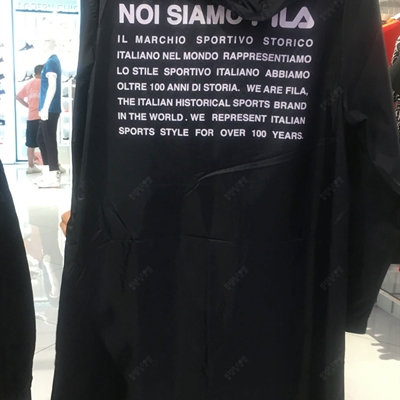 NOI SIAMO FILA
IL MARCHIO SPORTIVO STORICO
ITALIANO NEL MONDO RAPPRESENTIAMO
LO STILE SPORTIVO ITALIANO ABBIAMO
OLTRE 100 ANNI DI STORIA. WE ARE FILA,
THE ITALIAN HISTORICAL SPORTS BRAND
IN THE WORLD. WE REPRESENT ITALIAN
SPORTS STYLE FOR OVER 100 YEARS.